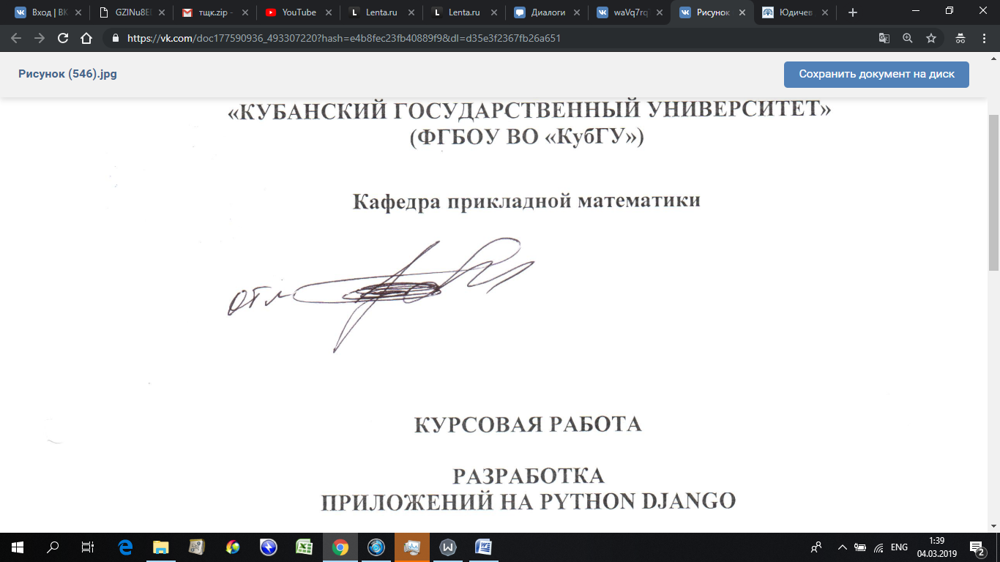 Вход | ВК
GZlNu8E
тщк.zip -
YouTube
Lenta.ru
Lenta.ru
Диалоги
waVq7rq
Рисунок
Юдичев
https://vk.com/doc177590936_493307220?hash=e4b8fec23fb40889f9&dl=d35e3f2367fb26a651
Рисунок (546).jpg
Сохранить документ на диск
«КУБАНСКИЙ ГОСУДАРСТВЕННЫЙ УНИВЕРСИТЕТ»
(ФГБОУ ВО «КубГУ»)
Кафедра прикладной математики
отл
КУРСОВАЯ РАБОТА
РАЗРАБОТКА
ПРИЛОЖЕНИЙ НА PYTHON DJANGO
ENG
1:39
04.03.2019
2